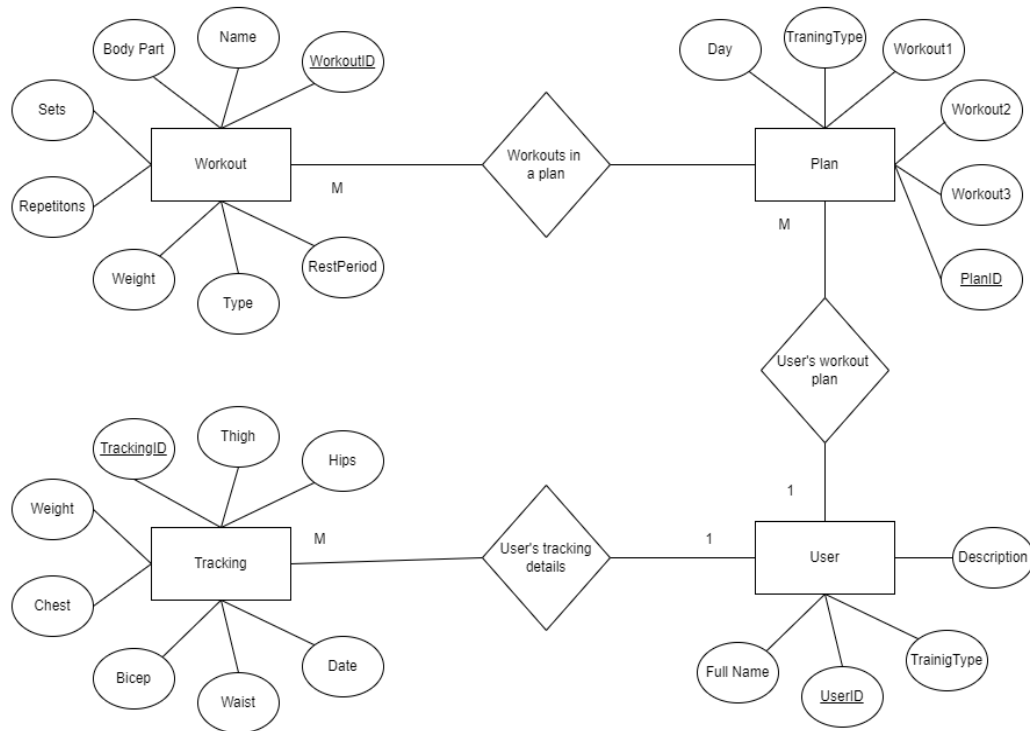 Name
Body Part
WorkoutID
Sets
Workout
Repetitons
M
Weight
Type
RestPeriod
Workouts in
a plan
TraningType
Day
Workout1
Workout2
Plan
Workout3
M
PlanID
User's workout
plan
1
Thigh
TrackingID
Hips
Weight
M
Tracking
Chest
Bicep
Waist
Date
User's tracking
details
1
User
Description
Full Name
UserID
TrainigType